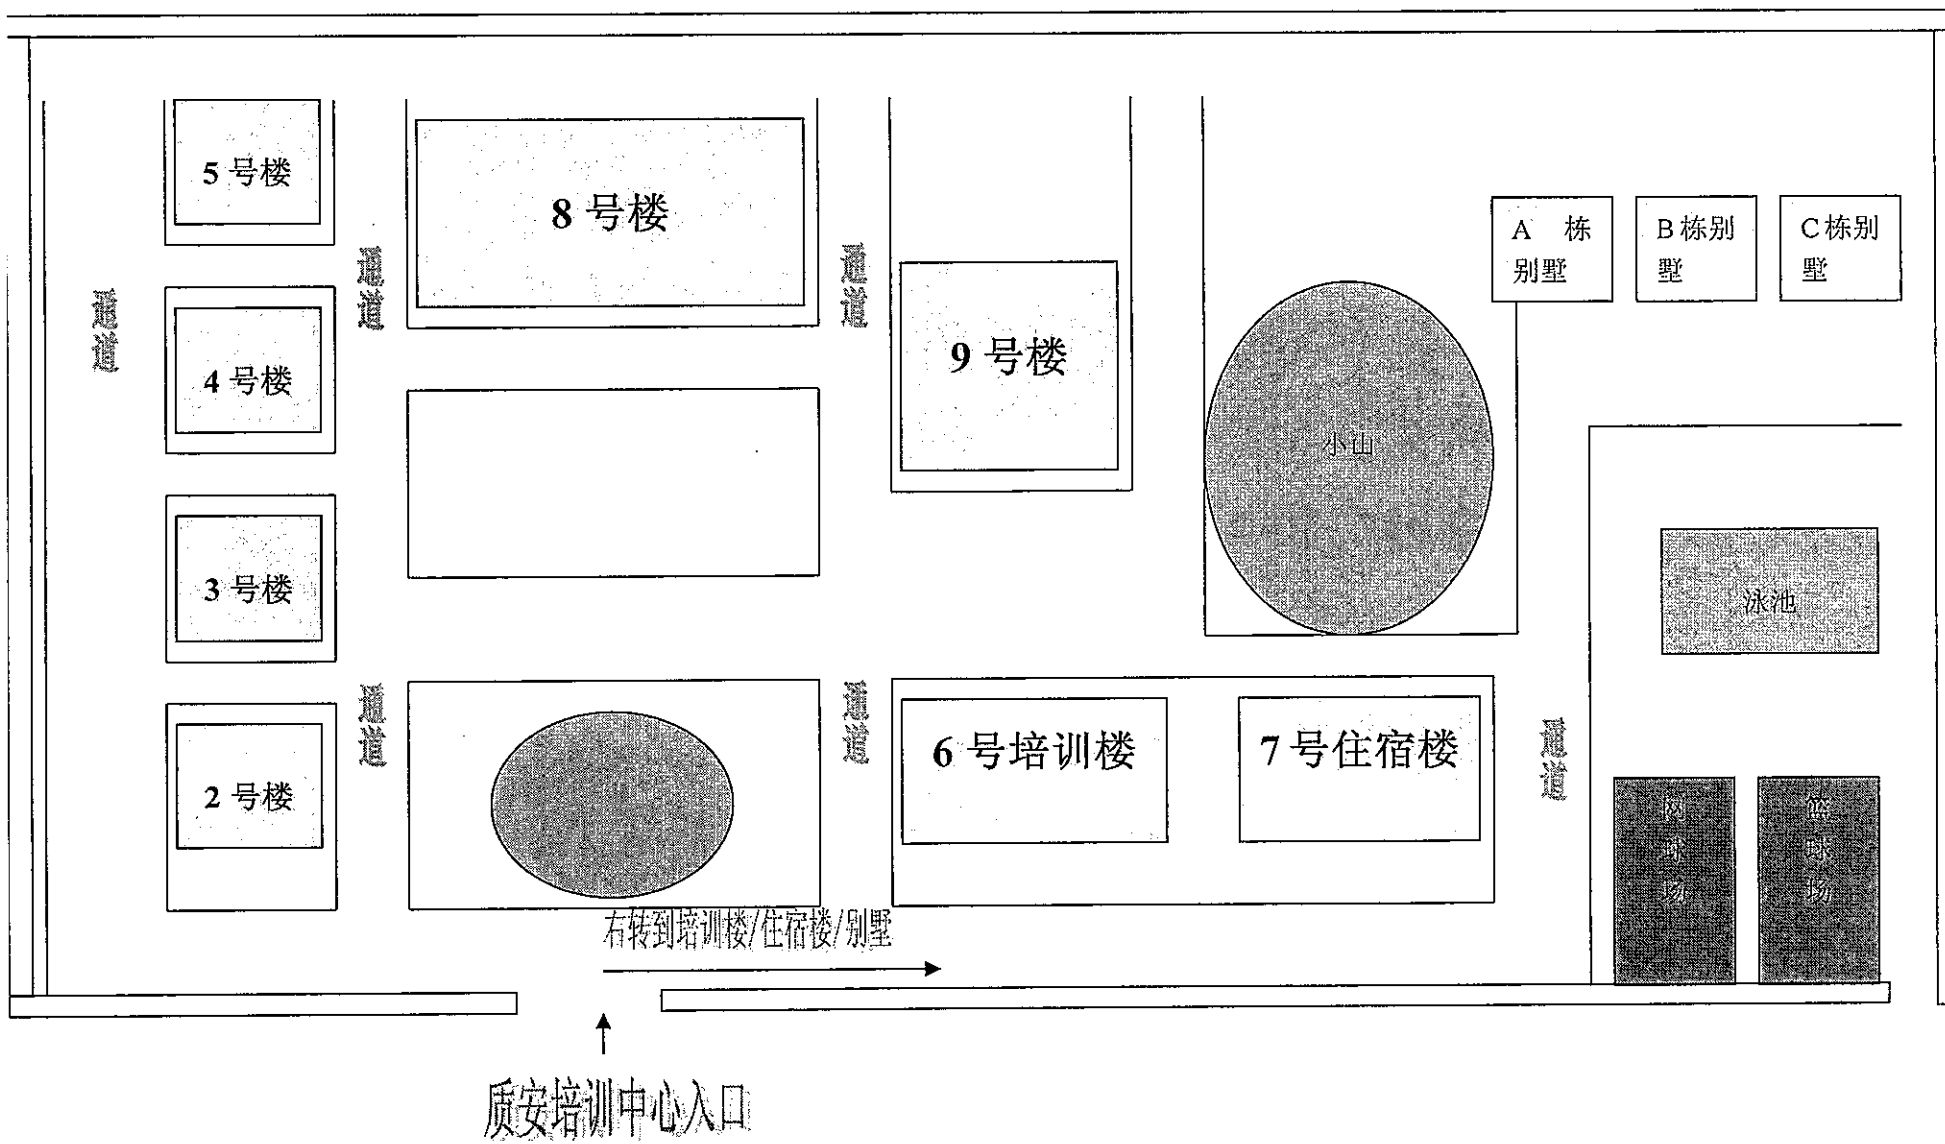 5 号楼
8 号楼
A 栋
别墅
B 栋别
墅
C 栋别
墅
通道
通道
通道
4 号楼
9 号楼
小山
3 号楼
泳池
通道
通道
2 号楼
6 号培训楼
7 号住宿楼
通道
网球场
篮球场
右转到培训楼/住宿楼/别墅
质安培训中心入口